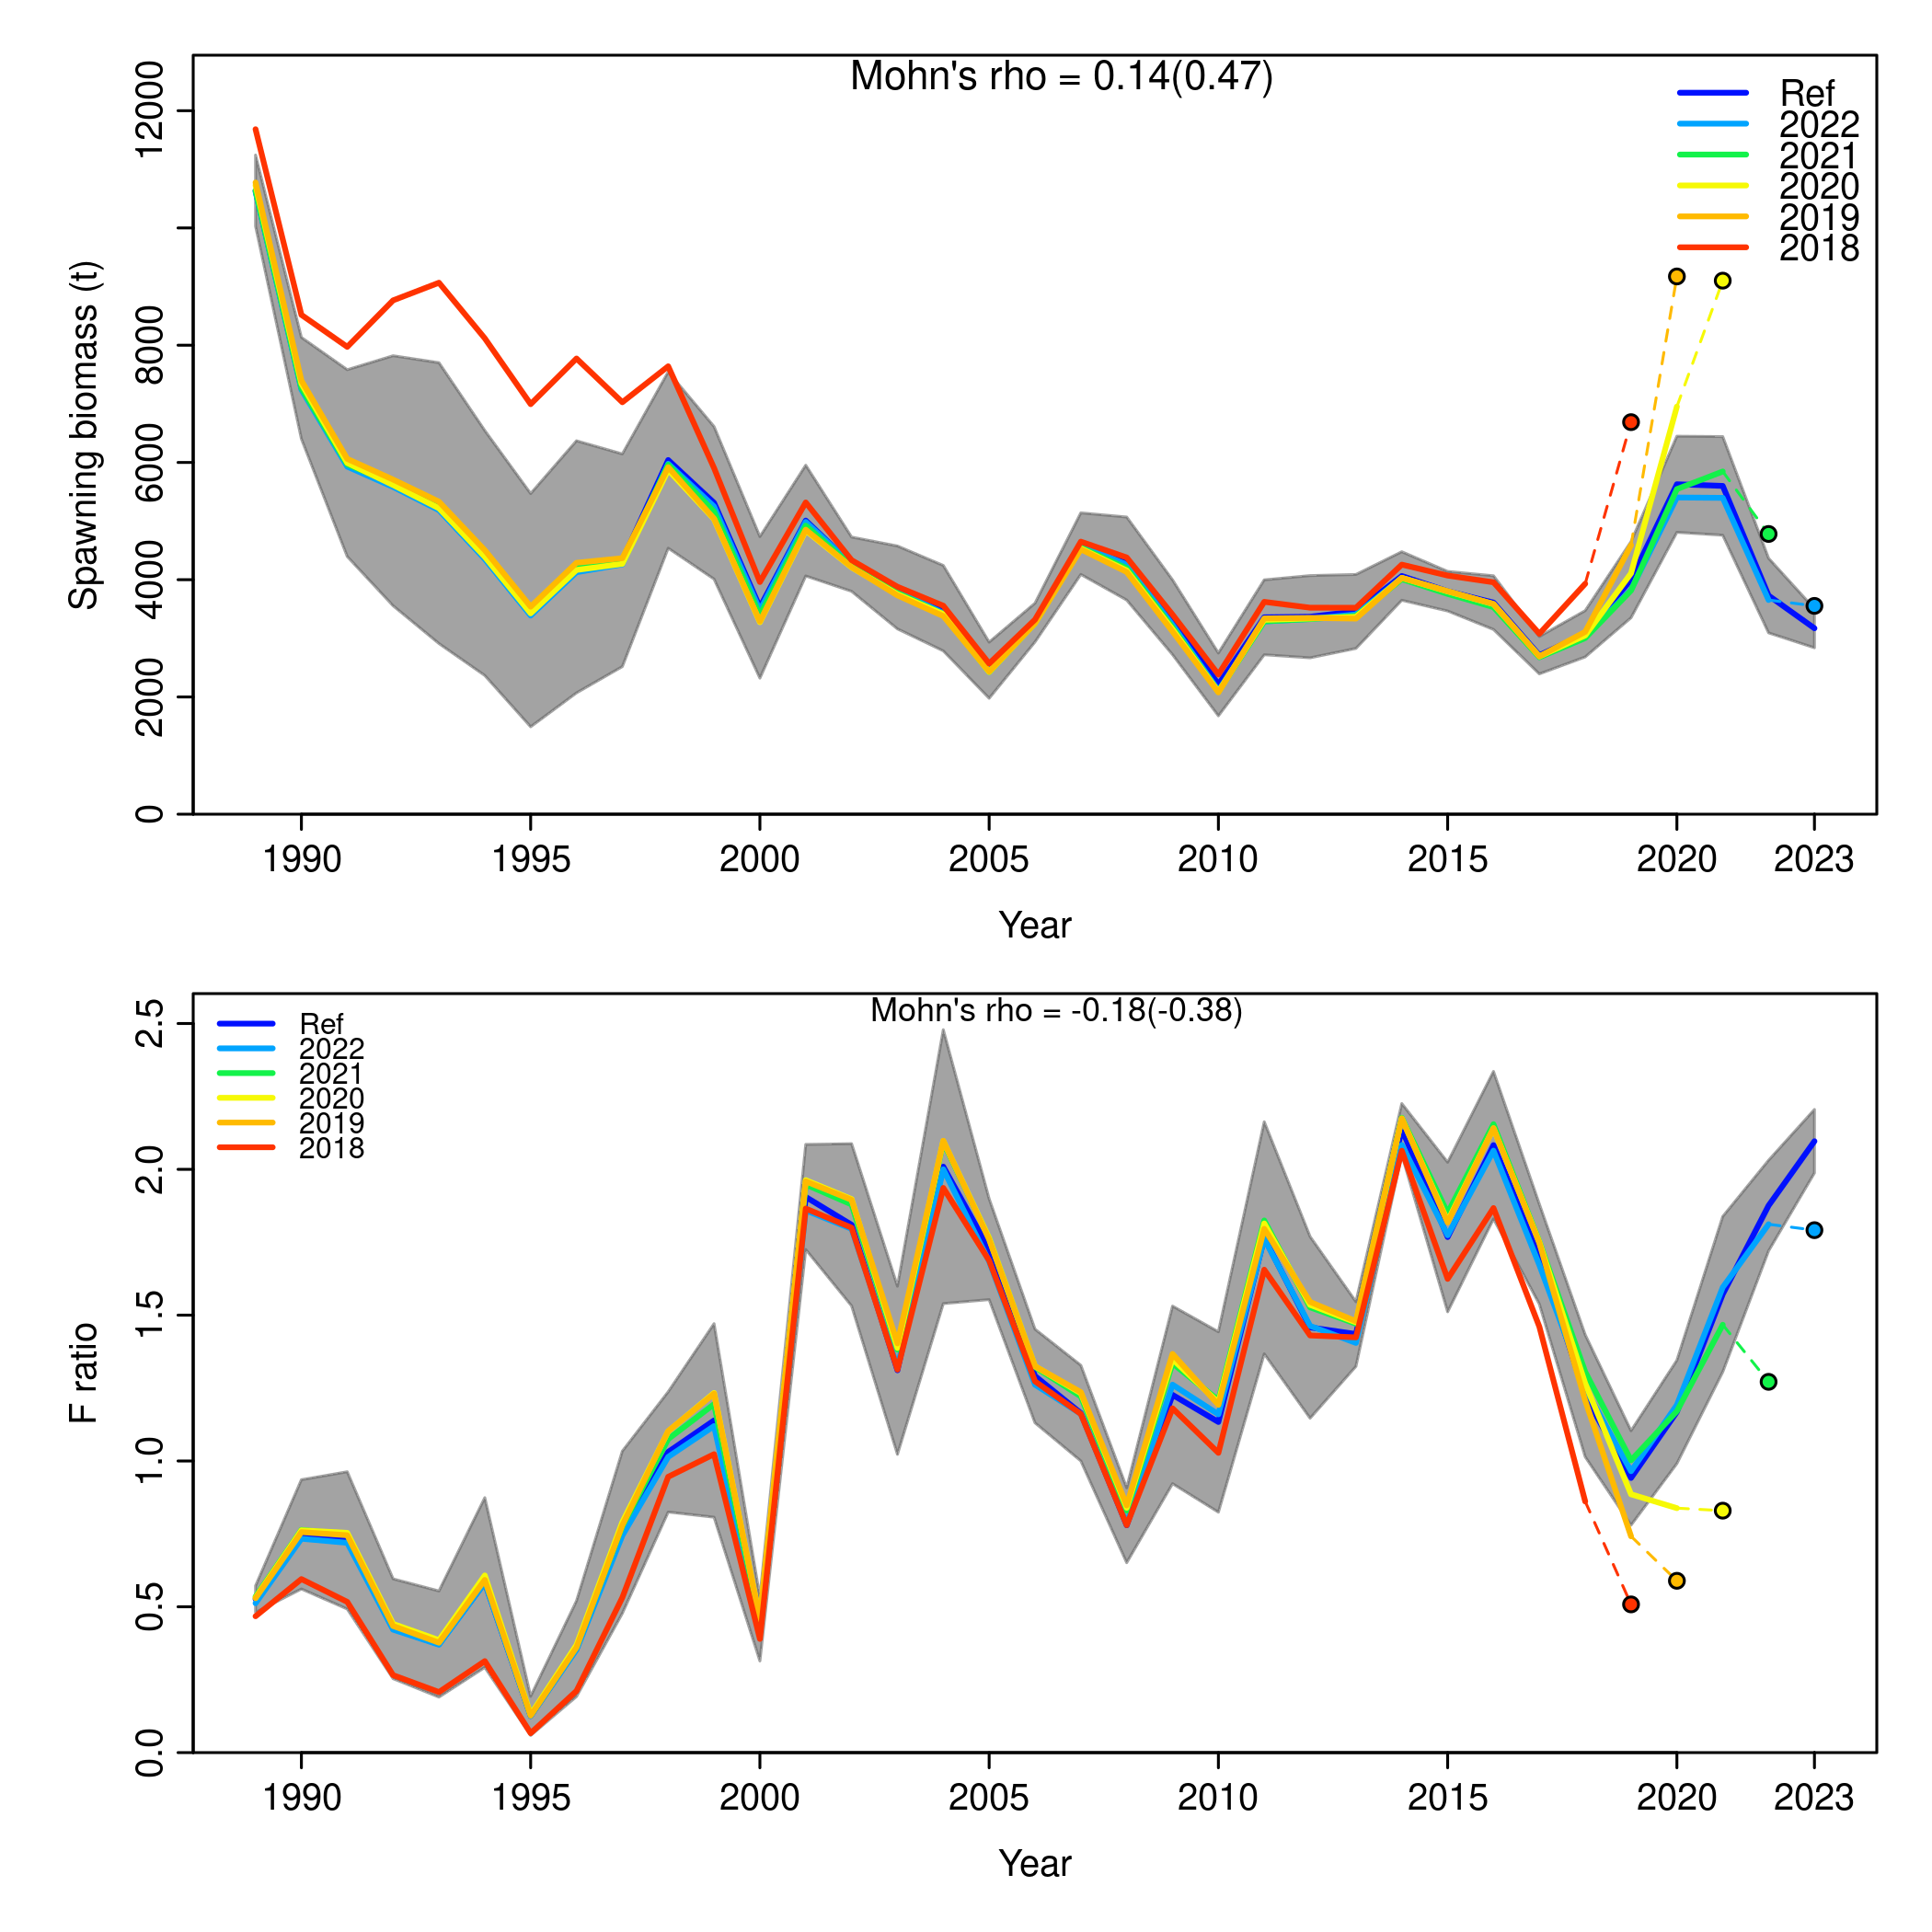 Mohn's rho = 0.14(0.47)
Ref
2022
2021
2020
2019
2018
Spawning biomass (t)
12000
8000
6000
4000
2000
0
1990 1995 2000 2005 2010 2015 2020 2023
Year
Mohn's rho = -0.18(-0.38)
Ref
2022
2021
2020
2019
2018
F ratio
2.5
2.0
1.5
1.0
0.5
0.0
1990 1995 2000 2005 2010 2015 2020 2023
Year